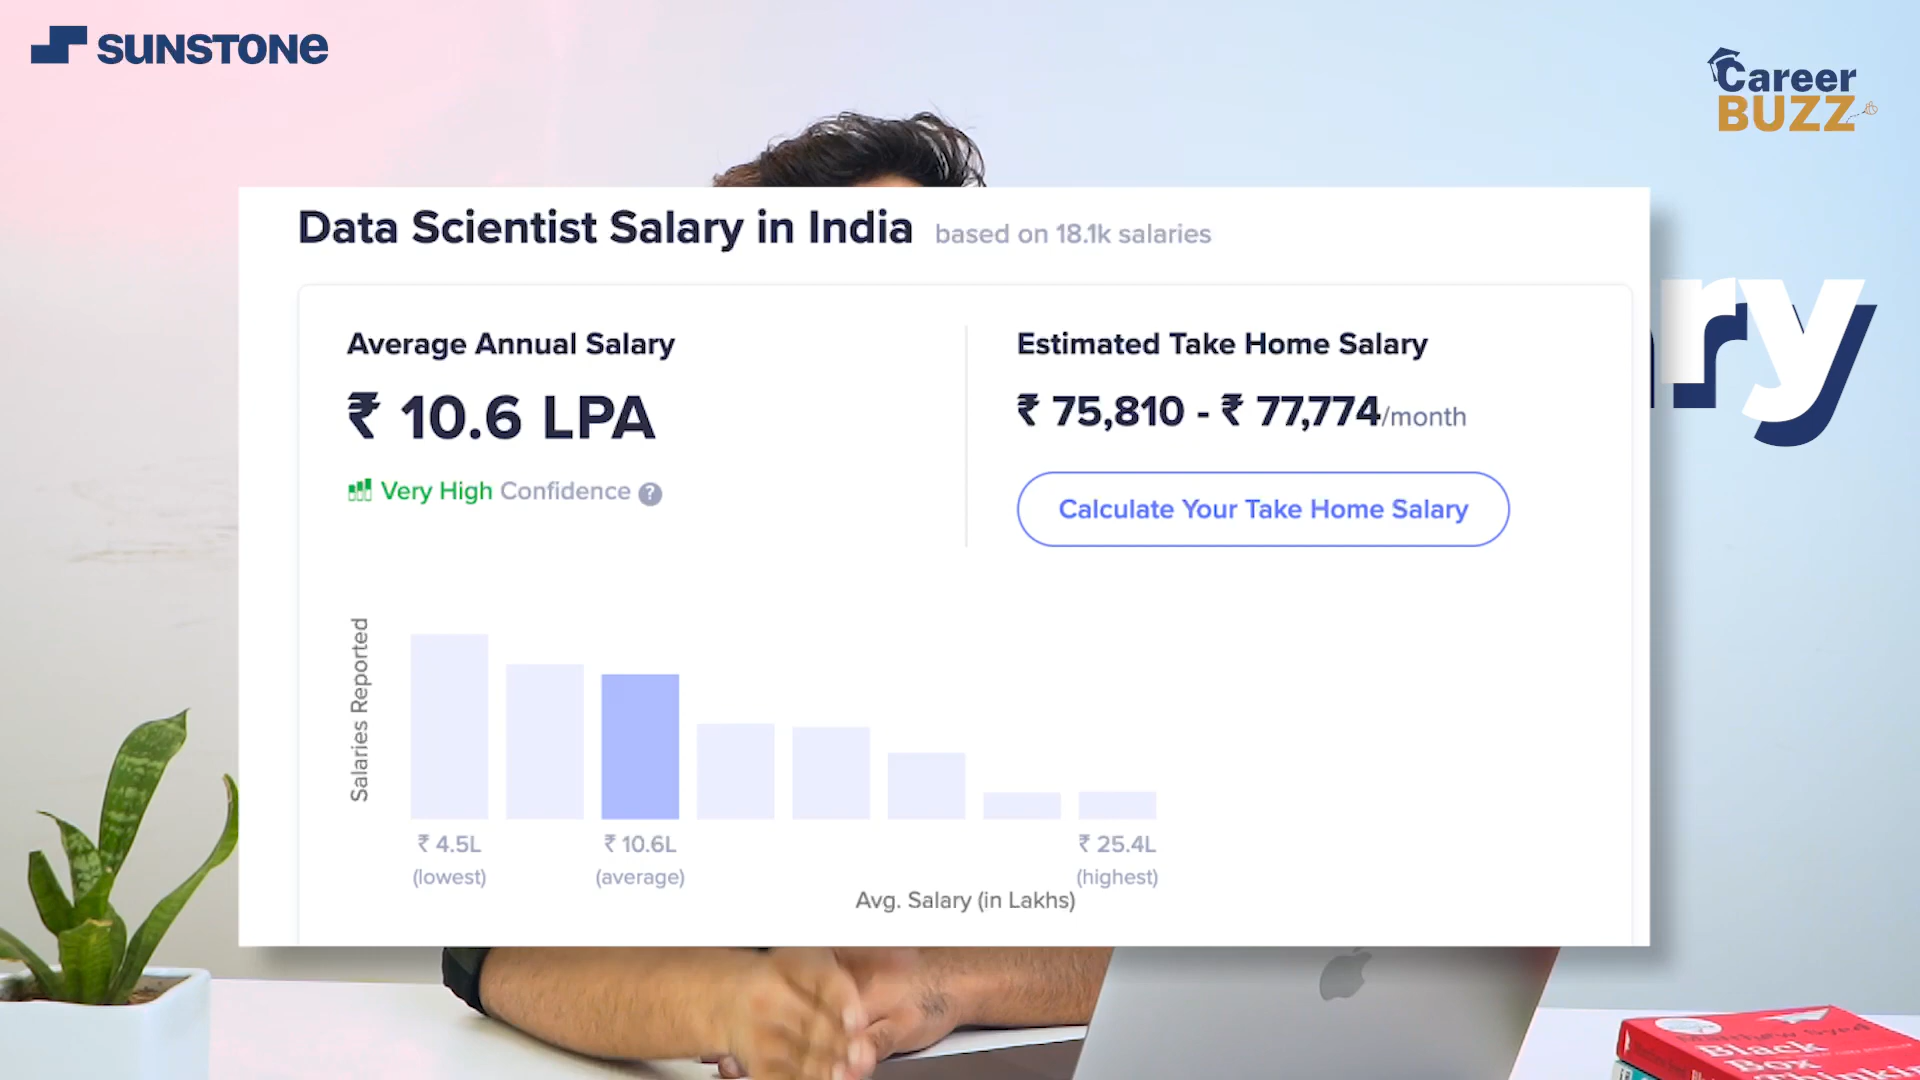 SUNSTONE
Career
BUZZ
Data Scientist Salary in India based on 18.1k salaries
ry
Average Annual Salary
₹ 10.6 LPA
Very High Confidence ?
Estimated Take Home Salary
₹ 75,810 - ₹ 77,774/month
Calculate Your Take Home Salary
Salaries Reported
₹ 4.5L
(lowest)
₹ 10.6L
(average)
₹ 25.4L
(highest)
Avg. Salary (in Lakhs)
Black
Box